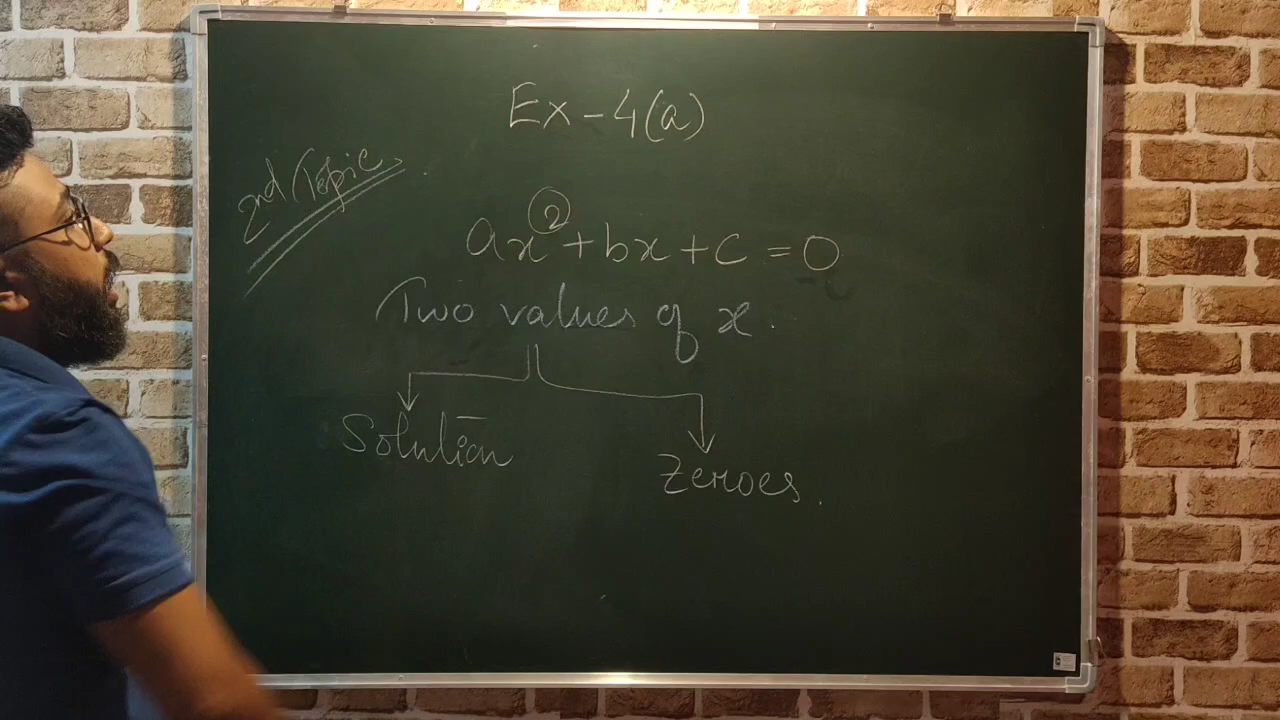 Ex-4(a)
2nd Topic
ax²+bx+c=0
Two values of x.
Solution
Zeroes.